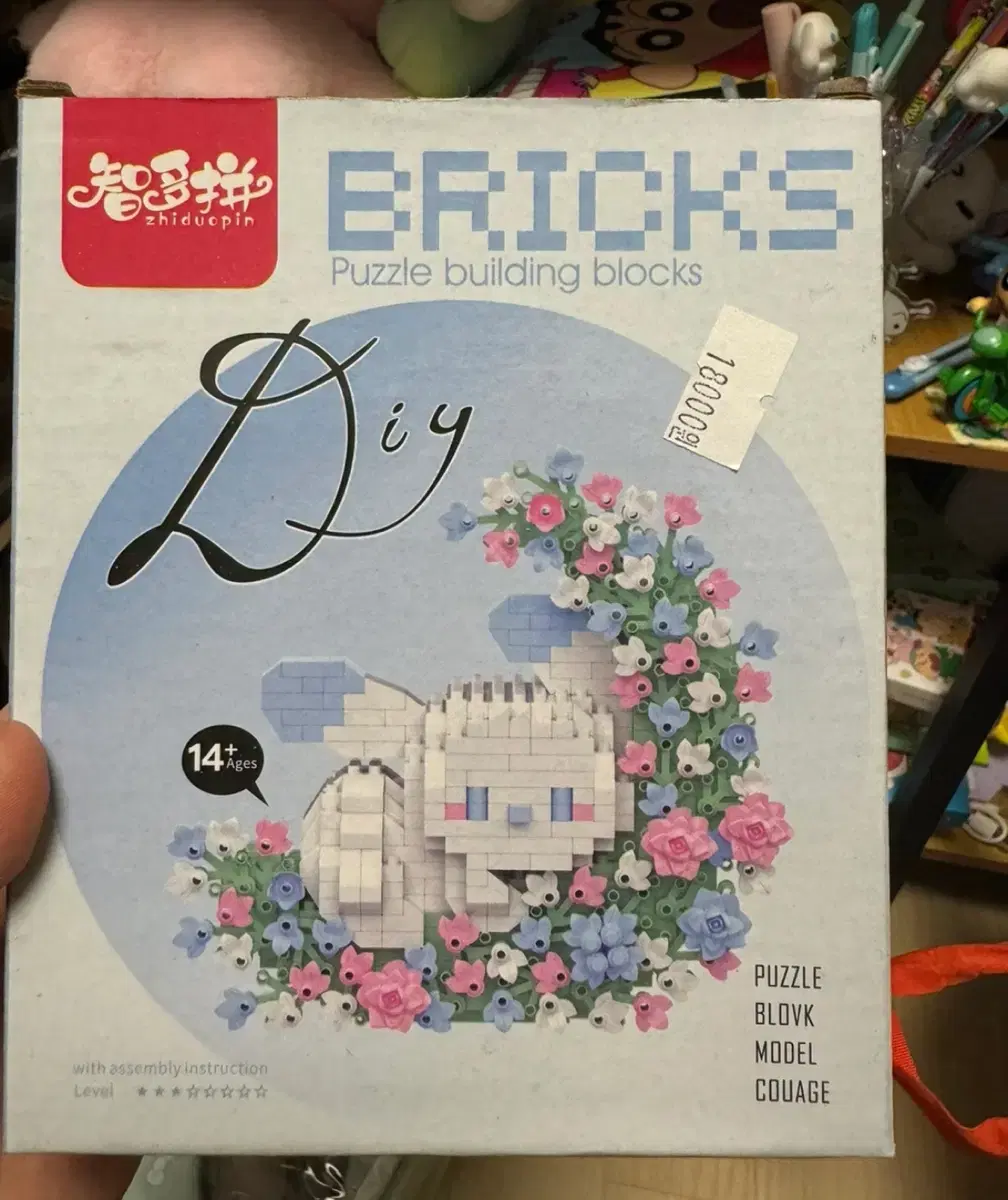 智多拼
zhiduopin
BRICKS
Puzzle building blocks
18000원
Diy
14+
Ages
PUZZLE
BLOVK
MODEL
COUAGE
with assembly instruction
Level ★★★☆☆☆☆☆